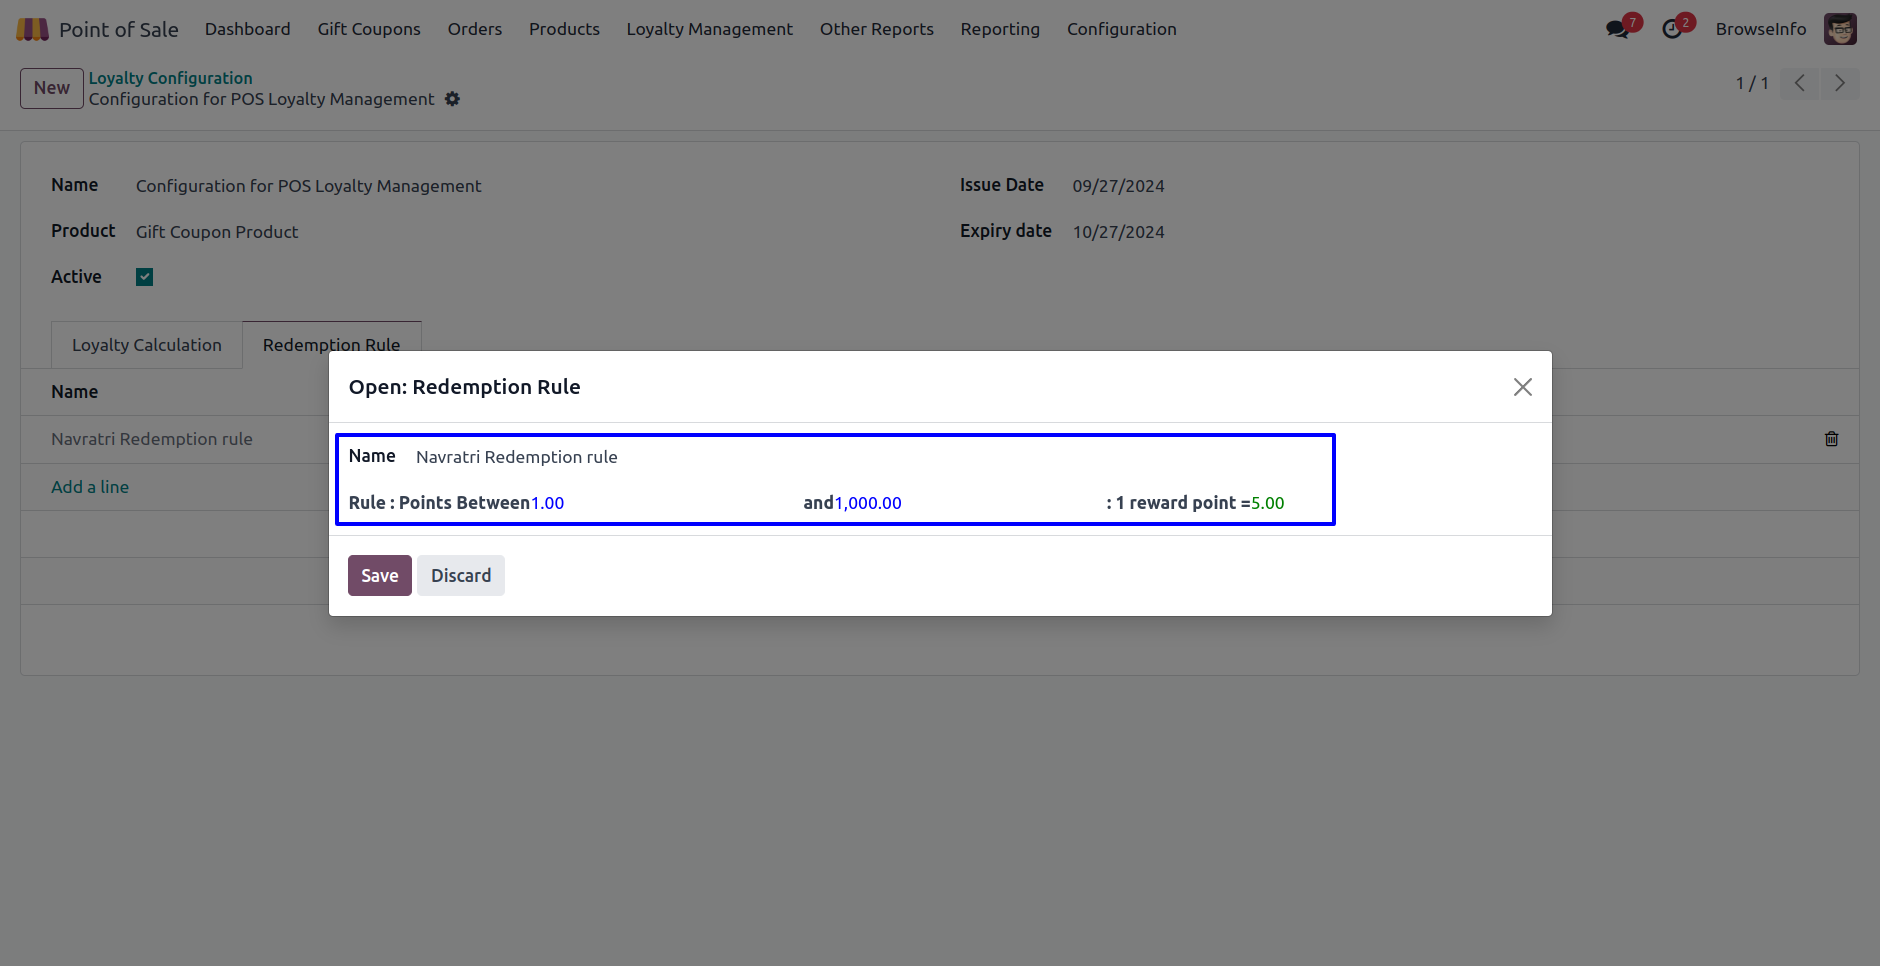 Point of Sale Dashboard Gift Coupons Orders Products Loyalty Management Other Reports Reporting Configuration 7 2 BrowseInfo
New Loyalty Configuration
Configuration for POS Loyalty Management 1 / 1
Name Configuration for POS Loyalty Management Issue Date 09/27/2024
Product Gift Coupon Product Expiry date 10/27/2024
Active
Loyalty Calculation Redemption Rule
Name
Navratri Redemption rule
Add a line
Open: Redemption Rule
Name Navratri Redemption rule
Rule : Points Between1.00 and1,000.00 : 1 reward point =5.00
Save Discard